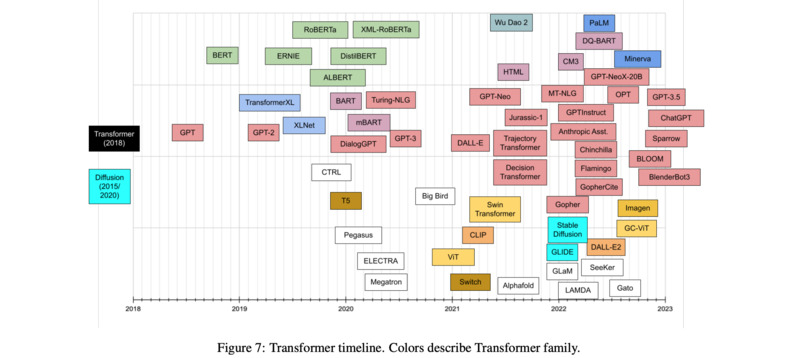 Wu Dao 2
PaLM
RoBERTa
XML-RoBERTa
DQ-BART
BERT
ERNIE
DistilBERT
Minerva
CM3
HTML
ALBERT
GPT-NeoX-20B
TransformerXL
BART
Turing-NLG
GPT-Neo
MT-NLG
OPT
GPT-3.5
GPTInstruct
Jurassic-1
ChatGPT
XLNet
mBART
Transformer
(2018)
GPT
GPT-2
GPT-3
Anthropic Asst.
DialogGPT
DALL-E
Trajectory
Transformer
Sparrow
Chinchilla
BLOOM
CTRL
Decision
Transformer
Flamingo
BlenderBot3
Diffusion
(2015/
2020)
GopherCite
Big Bird
T5
Swin
Transformer
Gopher
Imagen
Stable
Diffusion
GC-ViT
Pegasus
CLIP
DALL-E2
GLIDE
ELECTRA
ViT
GLaM
SeeKer
Megatron
Switch
Alphafold
LAMDA
Gato
2018
2019
2020
2021
2022
2023
Figure 7: Transformer timeline. Colors describe Transformer family.